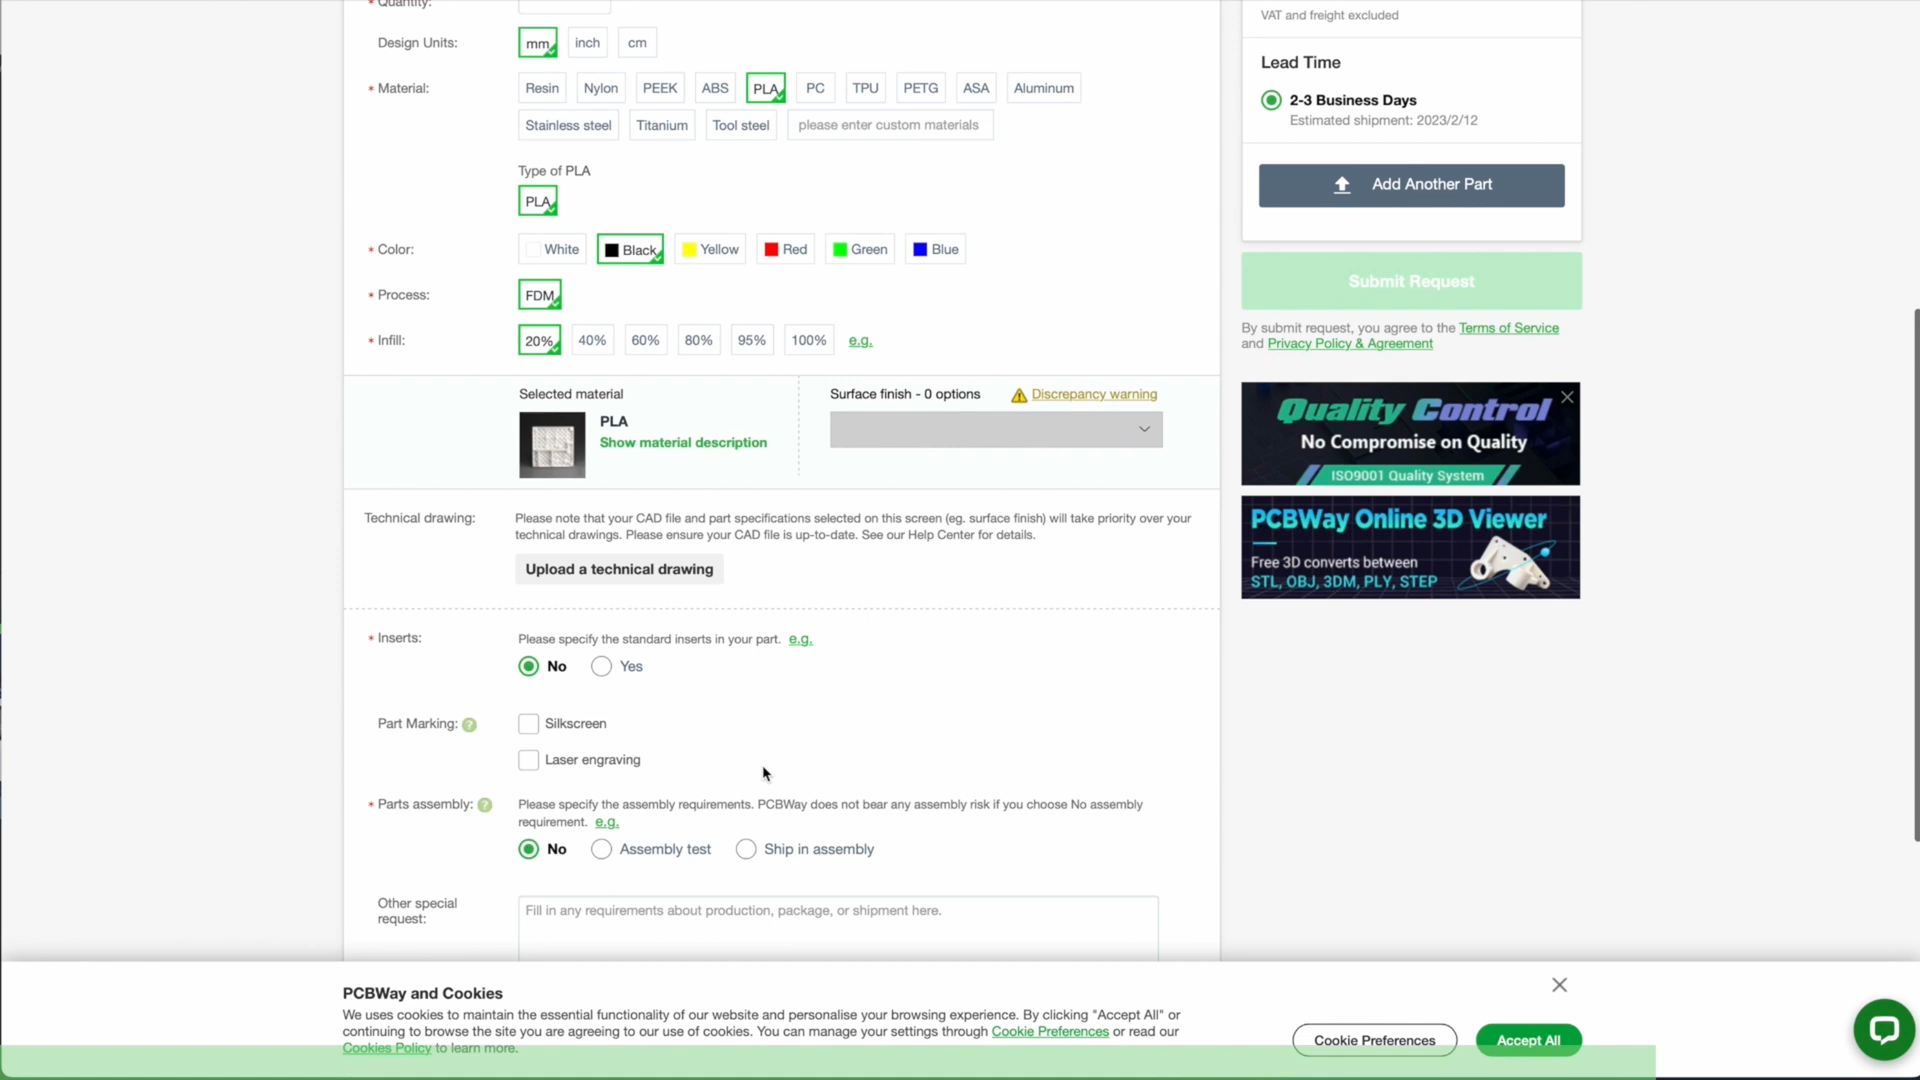 * Quantity:
VAT and freight excluded
Design Units:
mm
inch
cm
Lead Time
* Material:
Resin
Nylon
PEEK
ABS
PLA
PC
TPU
PETG
ASA
Aluminum
2-3 Business Days
Estimated shipment: 2023/2/12
Stainless steel
Titanium
Tool steel
please enter custom materials
Type of PLA
PLA
Add Another Part
* Color:
White
Black
Yellow
Red
Green
Blue
Submit Request
* Process:
FDM
By submit request, you agree to the Terms of Service
and Privacy Policy & Agreement
* Infill:
20%
40%
60%
80%
95%
100%
e.g.
Selected material
PLA
Show material description
Surface finish - 0 options
Discrepancy warning
Quality Control
No Compromise on Quality
ISO9001 Quality System
PCBWay Online 3D Viewer
Free 3D converts between
STL, OBJ, 3DM, PLY, STEP
Technical drawing:
Please note that your CAD file and part specifications selected on this screen (eg. surface finish) will take priority over your
technical drawings. Please ensure your CAD file is up-to-date. See our Help Center for details.
Upload a technical drawing
* Inserts:
Please specify the standard inserts in your part. e.g.
No
Yes
Part Marking: ?
Silkscreen
Laser engraving
* Parts assembly: ?
Please specify the assembly requirements. PCBWay does not bear any assembly risk if you choose No assembly
requirement. e.g.
No
Assembly test
Ship in assembly
Other special
request:
Fill in any requirements about production, package, or shipment here.
PCBWay and Cookies
We uses cookies to maintain the essential functionality of our website and personalise your browsing experience. By clicking "Accept All" or
continuing to browse the site you are agreeing to our use of cookies. You can manage your settings through Cookie Preferences or read our
Cookies Policy to learn more.
Cookie Preferences
Accept All